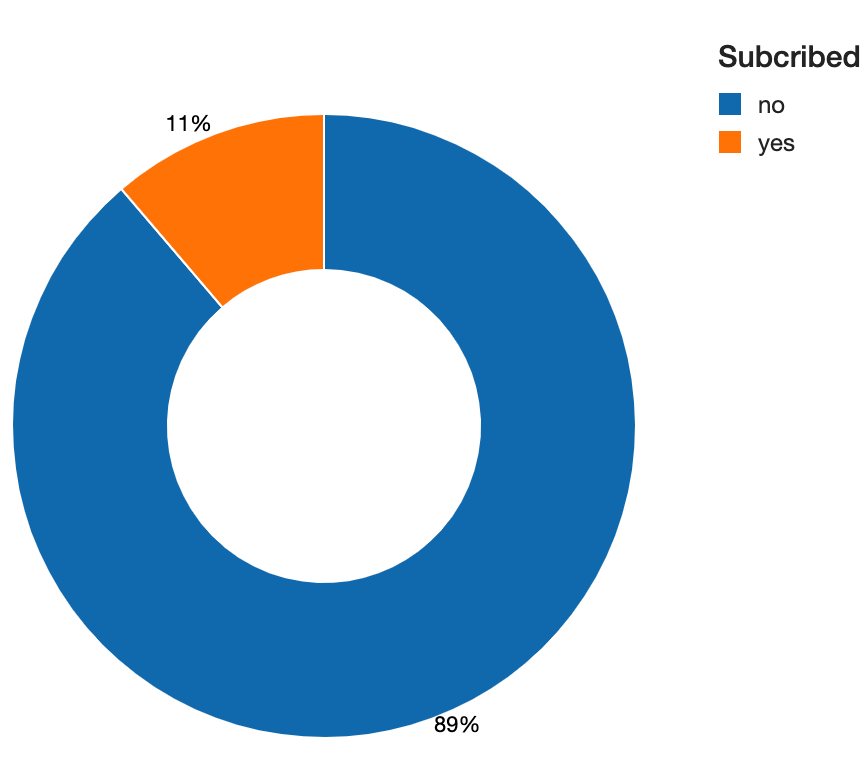 Subcribed
no
yes
11%
89%